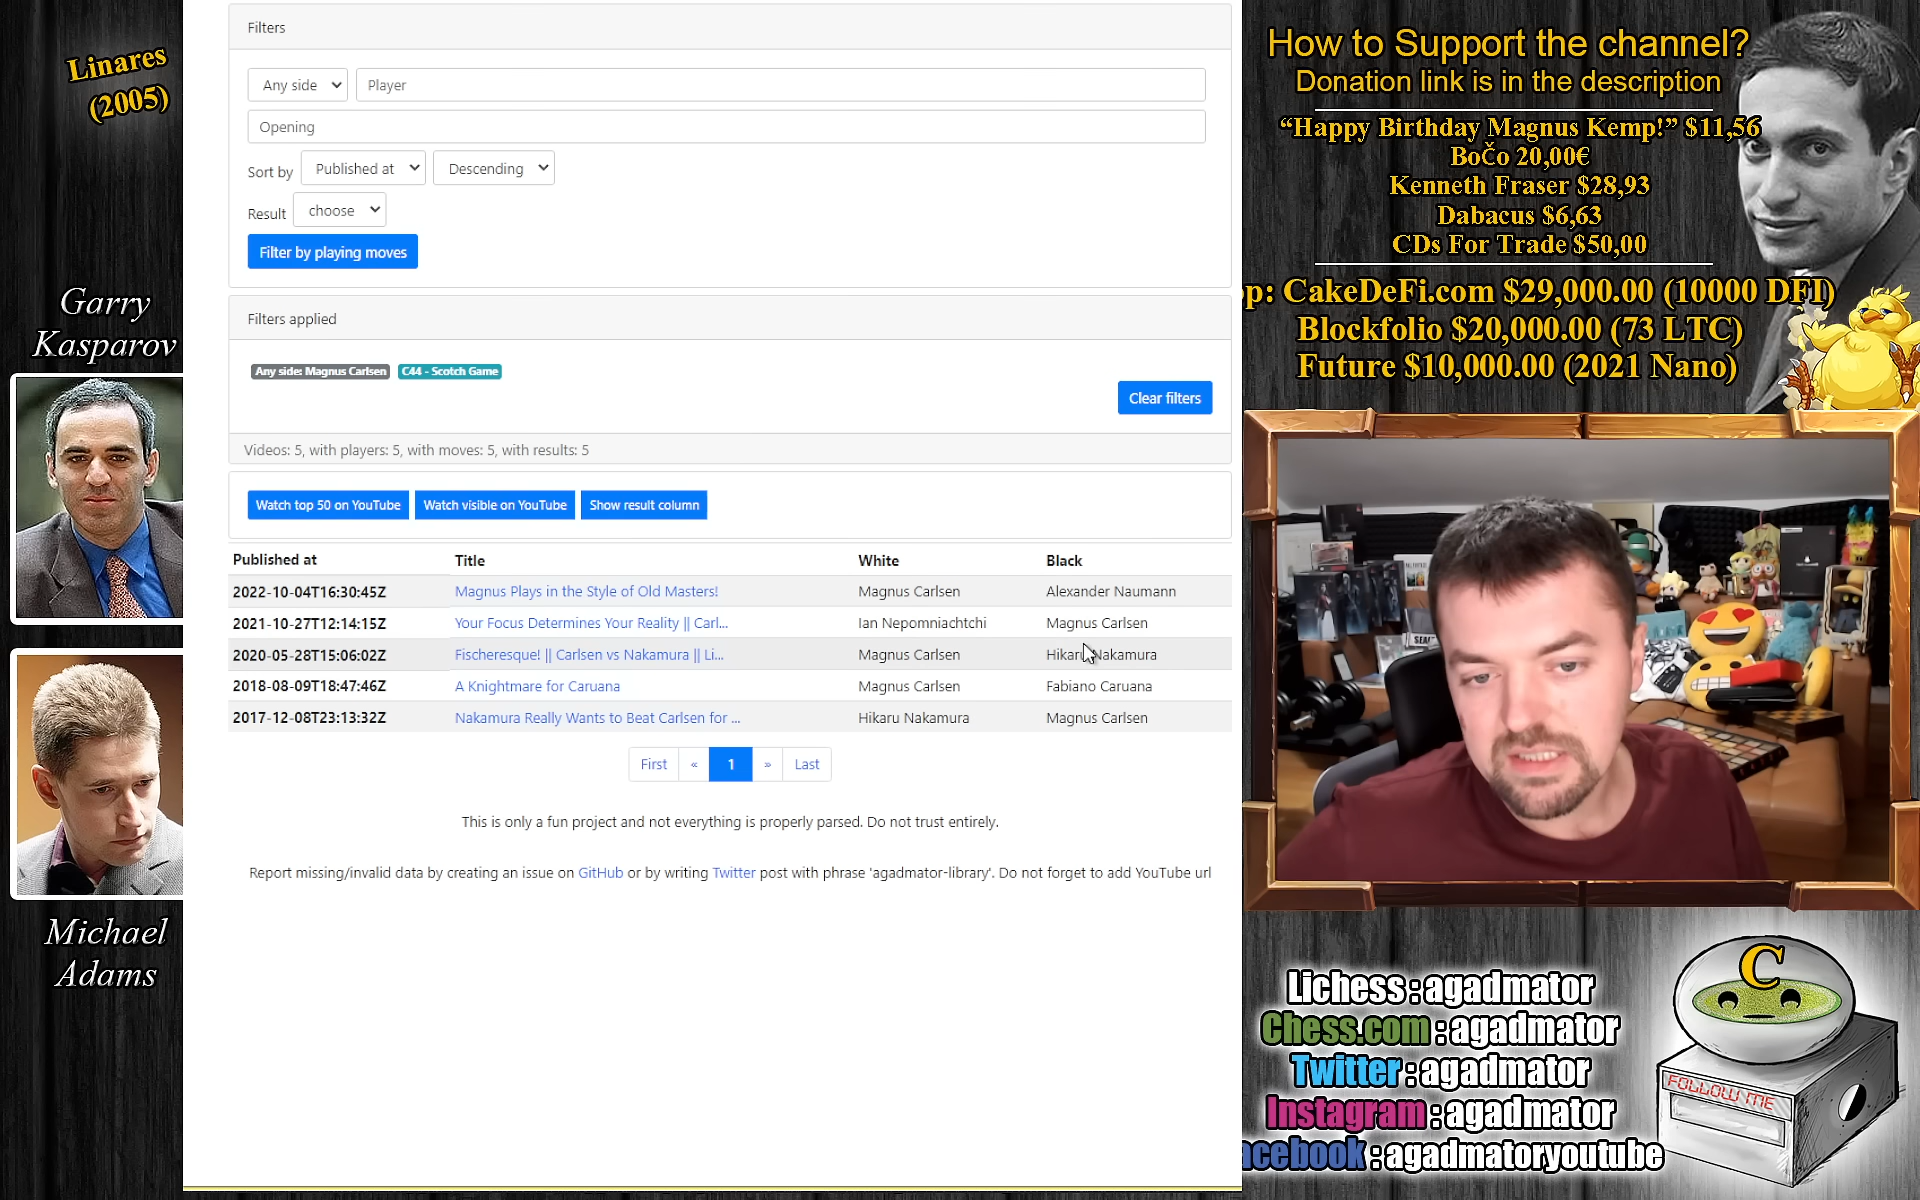 Linares
(2005)
Garry
Kasparov
Michael
Adams
Filters
Any side
Player
Opening
Sort by
Published at
Descending
Result
choose
Filter by playing moves
Filters applied
Any side: Magnus Carlsen
C44 - Scotch Game
Clear filters
Videos: 5, with players: 5, with moves: 5, with results: 5
Watch top 50 on YouTube
Watch visible on YouTube
Show result column
Published at Title White Black
2022-10-04T16:30:45Z Magnus Plays in the Style of Old Masters! Magnus Carlsen Alexander Naumann
2021-10-27T12:14:15Z Your Focus Determines Your Reality || Carl... Ian Nepomniachtchi Magnus Carlsen
2020-05-28T15:06:02Z Fischeresque! || Carlsen vs Nakamura || Li... Magnus Carlsen Hikaru Nakamura
2018-08-09T18:47:46Z A Knightmare for Caruana Magnus Carlsen Fabiano Caruana
2017-12-08T23:13:32Z Nakamura Really Wants to Beat Carlsen for ... Hikaru Nakamura Magnus Carlsen
First « 1 » Last
This is only a fun project and not everything is properly parsed. Do not trust entirely.
Report missing/invalid data by creating an issue on GitHub or by writing Twitter post with phrase 'agadmator-library'. Do not forget to add YouTube url
How to Support the channel?
Donation link is in the description
“Happy Birthday Magnus Kemp!” $11,56
BoČo 20,00€
Kenneth Fraser $28,93
Dabacus $6,63
CDs For Trade $50,00
p: CakeDeFi.com $29,000.00 (10000 DFI)
Blockfolio $20,000.00 (73 LTC)
Future $10,000.00 (2021 Nano)
Lichess:agadmator
Chess.com:agadmator
Twitter:agadmator
Instagram:agadmator
acebook:agadmatoryoutube
C
FOLLOW ME